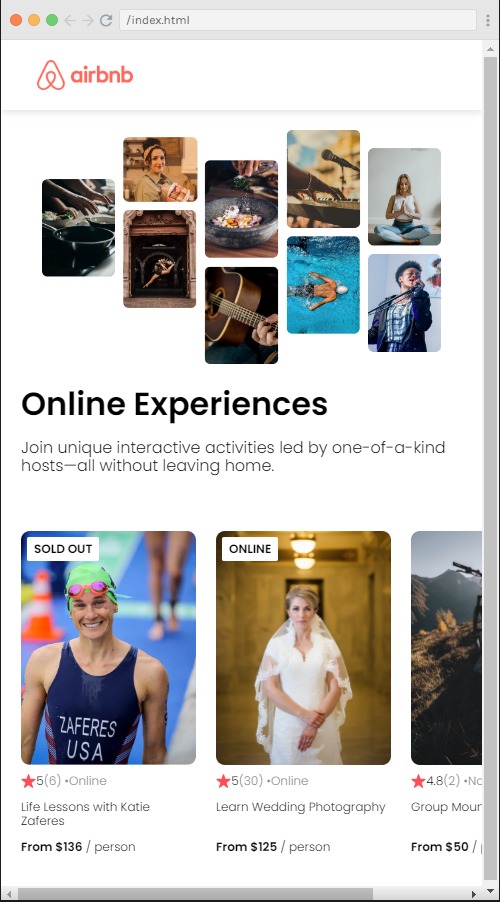 /index.html
airbnb
Online Experiences
Join unique interactive activities led by one-of-a-kind
hosts—all without leaving home.
SOLD OUT
ONLINE
ZAFERES
USA
5(6) •Online
5(30) •Online
4.8(2) •No
Life Lessons with Katie
Zaferes
Learn Wedding Photography
Group Moun
From $136 / person
From $125 / person
From $50 / p